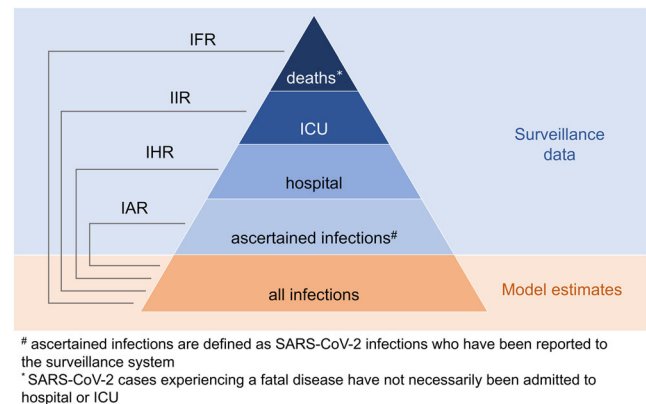 IFR
deaths*
IIR
ICU
Surveillance
data
IHR
hospital
IAR
ascertained infections#
all infections
Model estimates
# ascertained infections are defined as SARS-CoV-2 infections who have been reported to
the surveillance system
* SARS-CoV-2 cases experiencing a fatal disease have not necessarily been admitted to
hospital or ICU